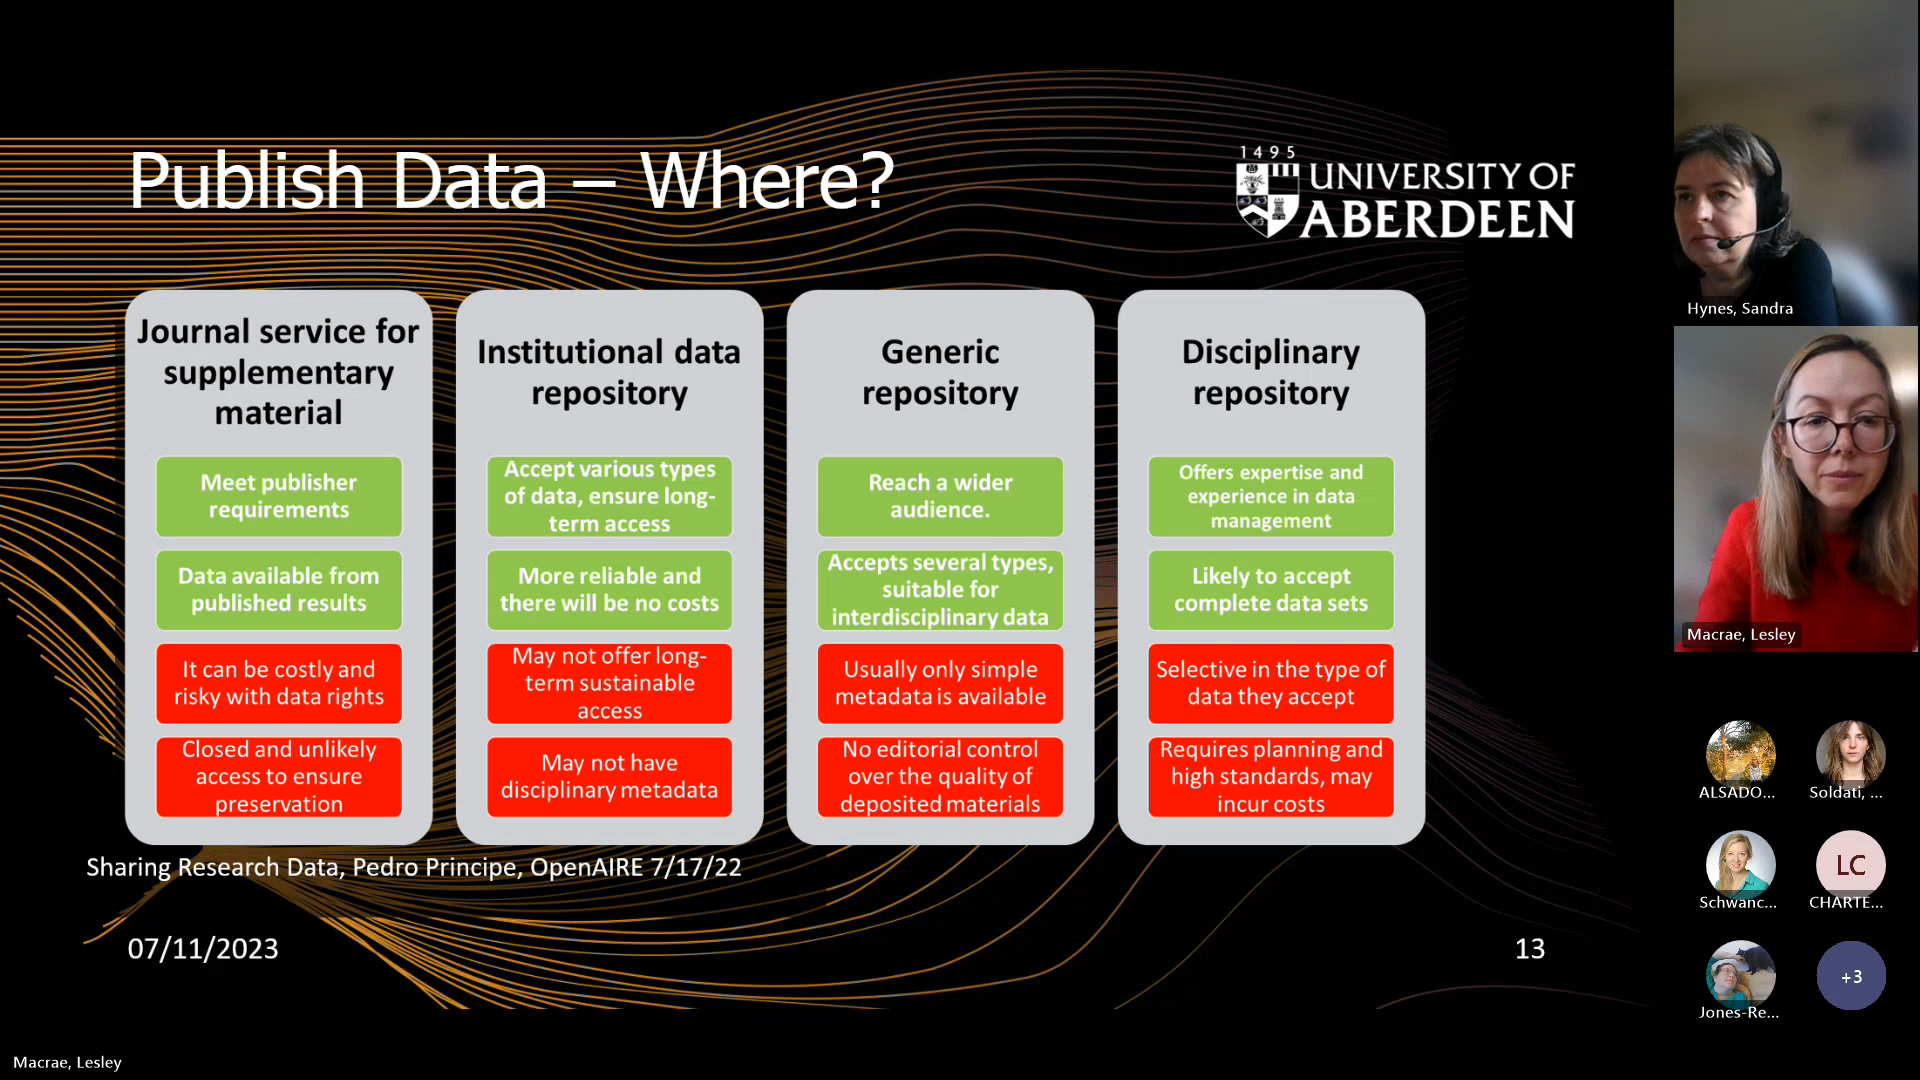 Publish Data – Where?
1495
UNIVERSITY OF
ABERDEEN
Journal service for
supplementary
material
Meet publisher
requirements
Data available from
published results
It can be costly and
risky with data rights
Closed and unlikely
access to ensure
preservation
Institutional data
repository
Accept various types
of data, ensure long-
term access
More reliable and
there will be no costs
May not offer long-
term sustainable
access
May not have
disciplinary metadata
Generic
repository
Reach a wider
audience.
Accepts several types,
suitable for
interdisciplinary data
Usually only simple
metadata is available
No editorial control
over the quality of
deposited materials
Disciplinary
repository
Offers expertise and
experience in data
management
Likely to accept
complete data sets
Selective in the type of
data they accept
Requires planning and
high standards, may
incur costs
Sharing Research Data, Pedro Principe, OpenAIRE 7/17/22
07/11/2023
13
Hynes, Sandra
Macrae, Lesley
ALSADO...
Soldati, ...
Schwanc...
LC
CHARTE...
Jones-Re...
+3
Macrae, Lesley